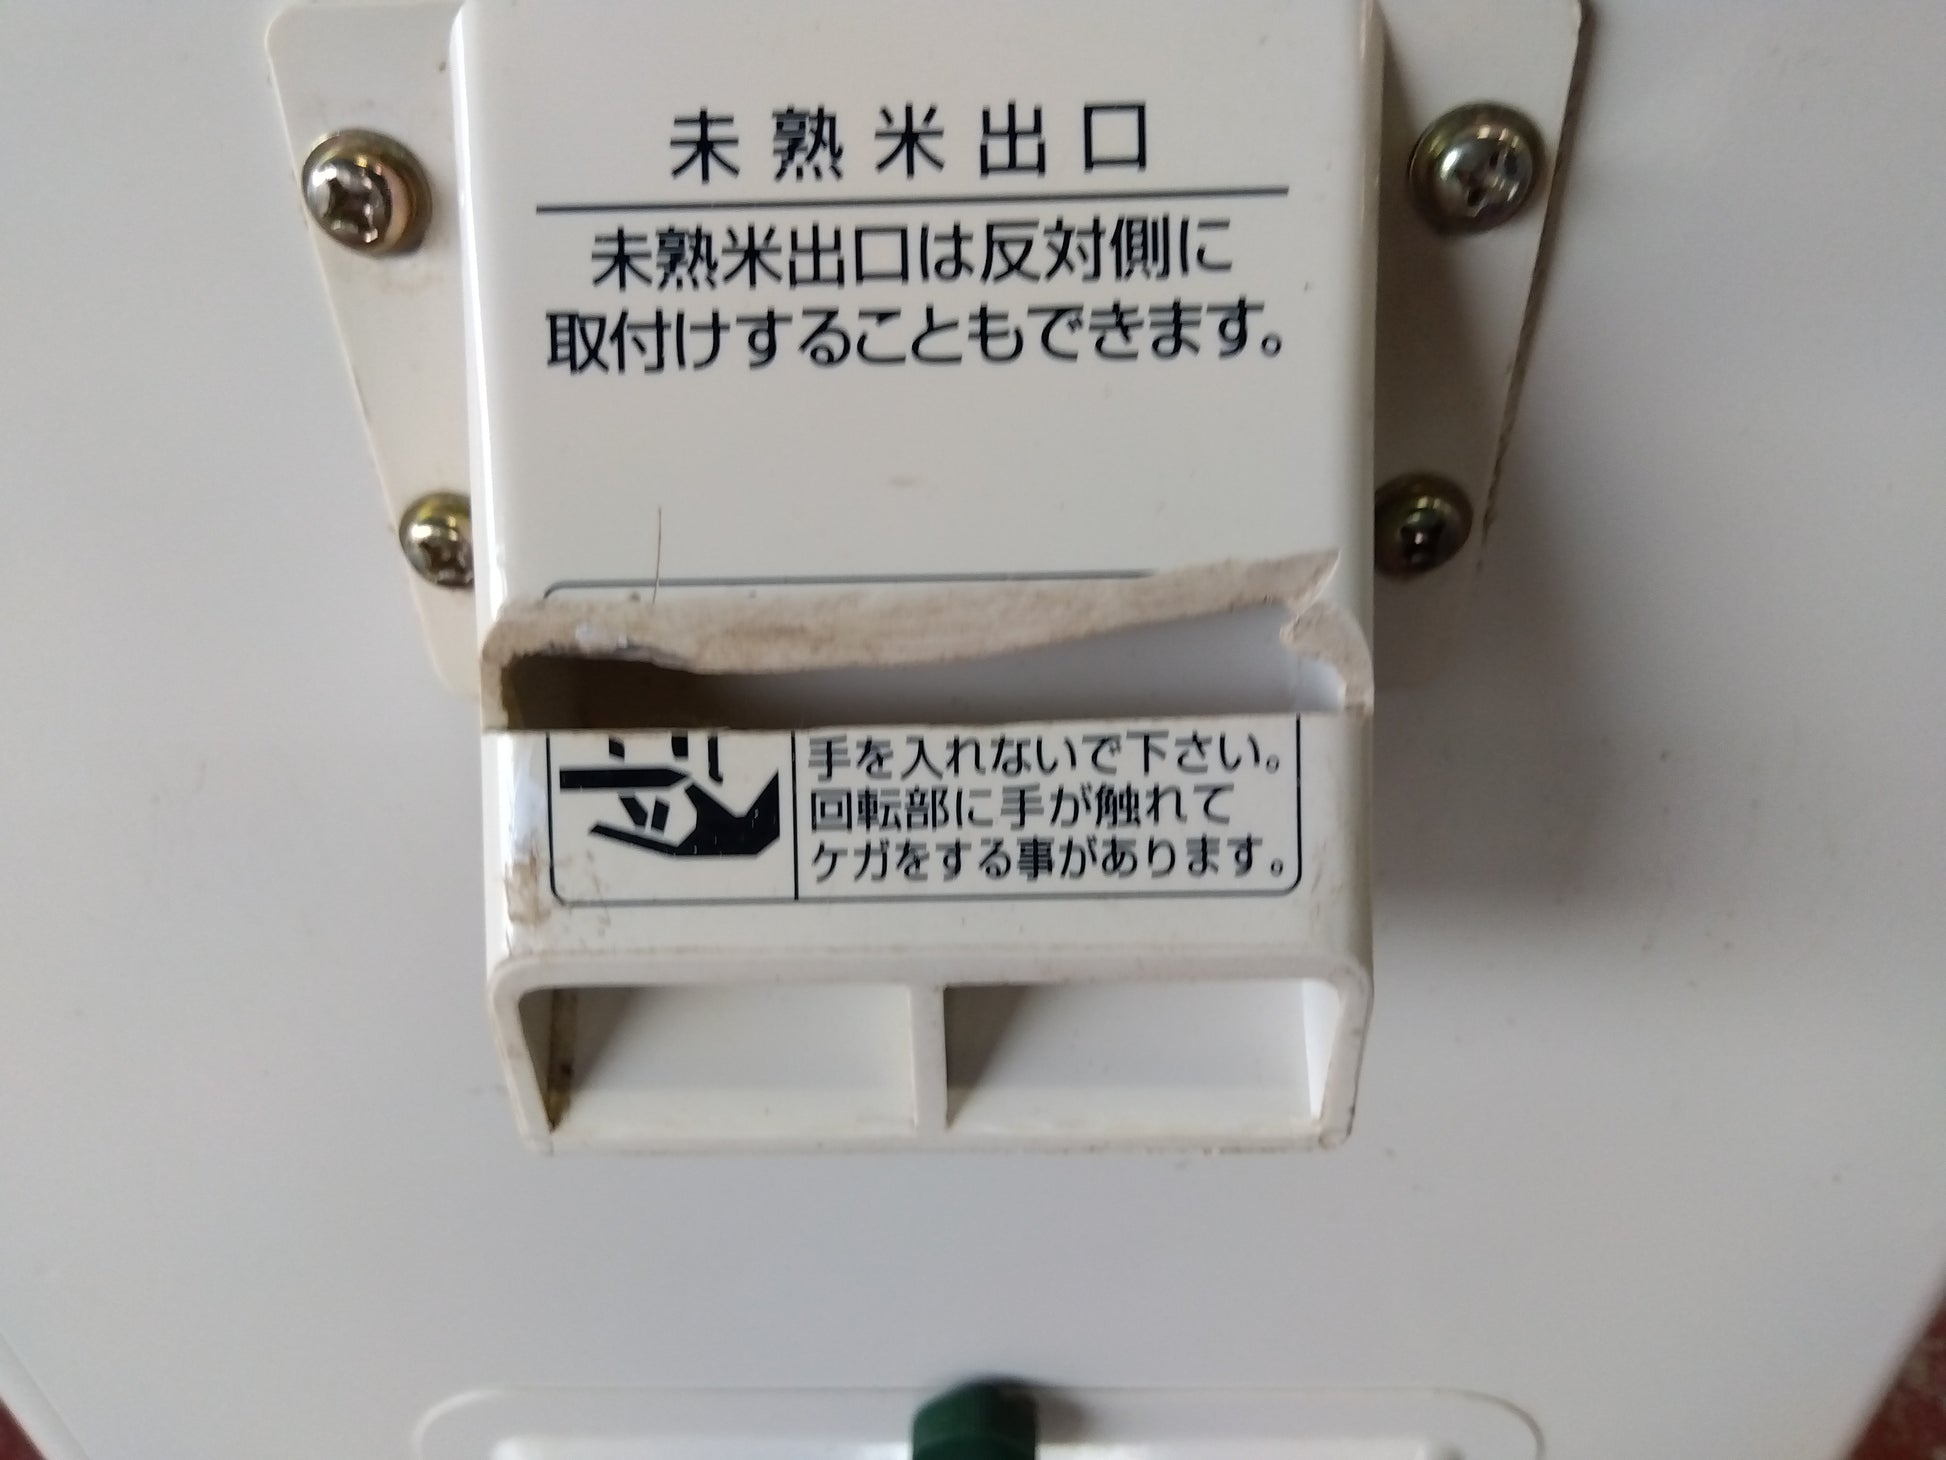 未熟米出口
未熟米出口は反対側に
取付けすることもできます。
手を入れないで下さい。
回転部に手が触れて
ケガをする事があります。